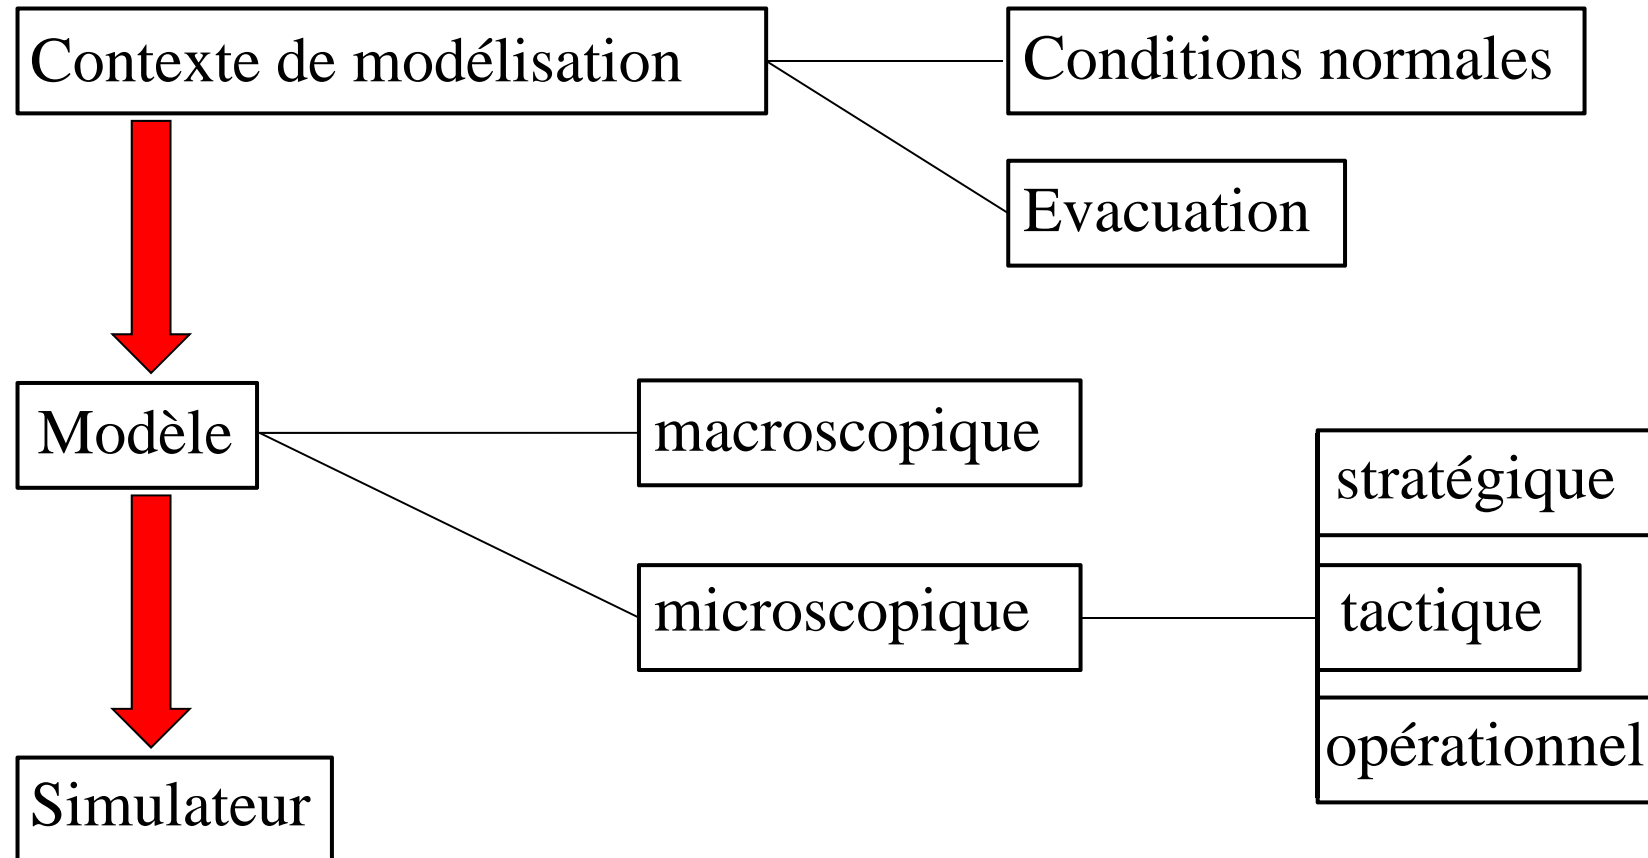 Contexte de modélisation
Conditions normales
Evacuation
Modèle
macroscopique
stratégique
microscopique
tactique
opérationnel
Simulateur